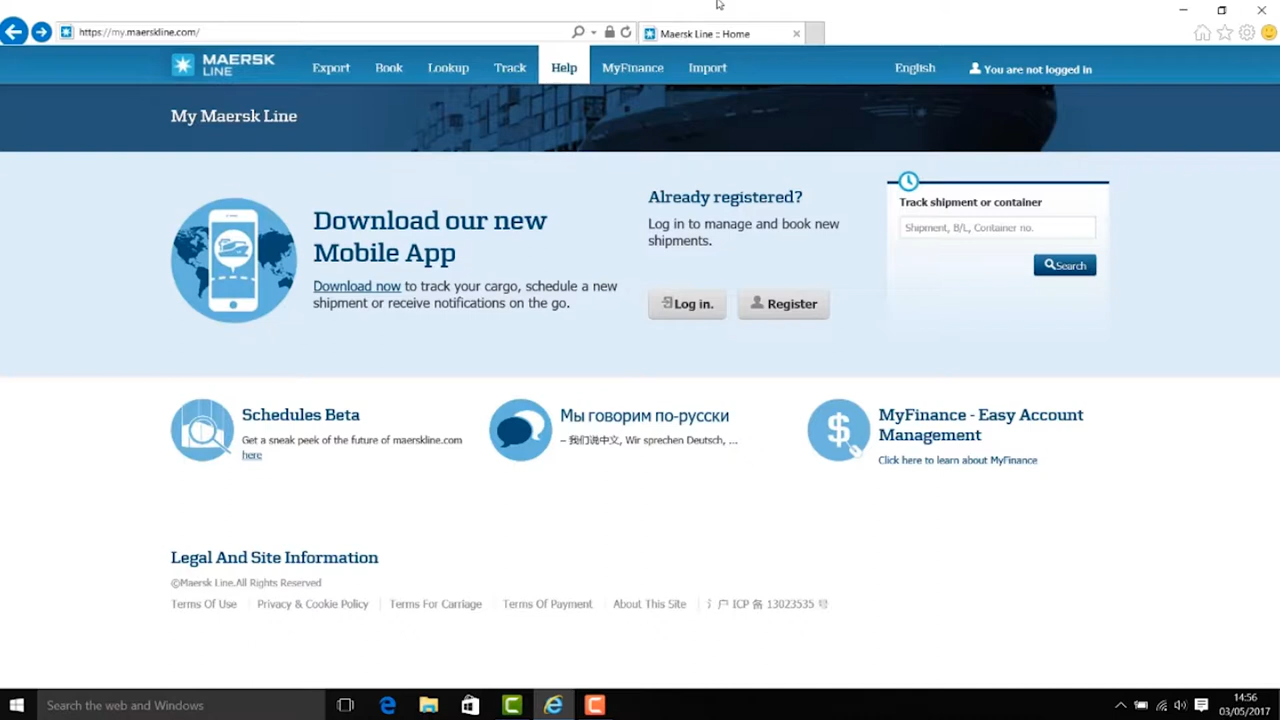 https://my.maerskline.com/
Maersk Line :: Home
MAERSK LINE
Export
Book
Lookup
Track
Help
MyFinance
Import
English
You are not logged in
My Maersk Line
Download our new
Mobile App
Download now to track your cargo, schedule a new
shipment or receive notifications on the go.
Already registered?
Log in to manage and book new
shipments.
Log in.
Register
Track shipment or container
Shipment, B/L, Container no.
Search
Schedules Beta
Get a sneak peek of the future of maerskline.com
here
Мы говорим по-русски
– 我们说中文, Wir sprechen Deutsch, ...
MyFinance - Easy Account
Management
Click here to learn about MyFinance
Legal And Site Information
©Maersk Line.All Rights Reserved
Terms Of Use
Privacy & Cookie Policy
Terms For Carriage
Terms Of Payment
About This Site
ICP 备 13023535
Search the web and Windows
14:56
03/05/2017